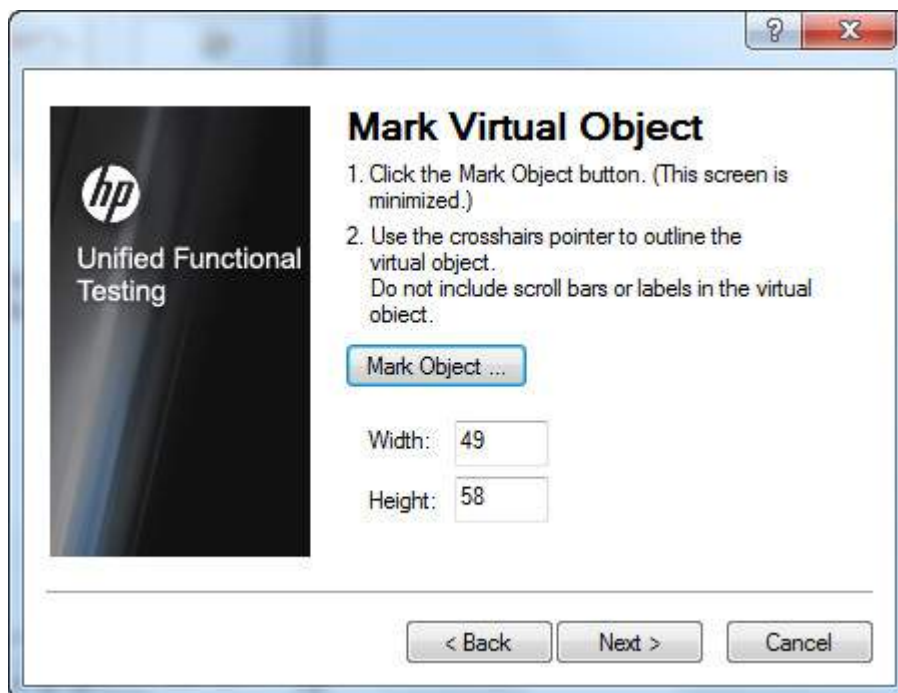 ?
X
hp
Unified Functional
Testing
Mark Virtual Object
1. Click the Mark Object button. (This screen is
minimized.)
2. Use the crosshairs pointer to outline the
virtual object.
Do not include scroll bars or labels in the virtual
object.
Mark Object ...
Width: 49
Height: 58
< Back
Next >
Cancel